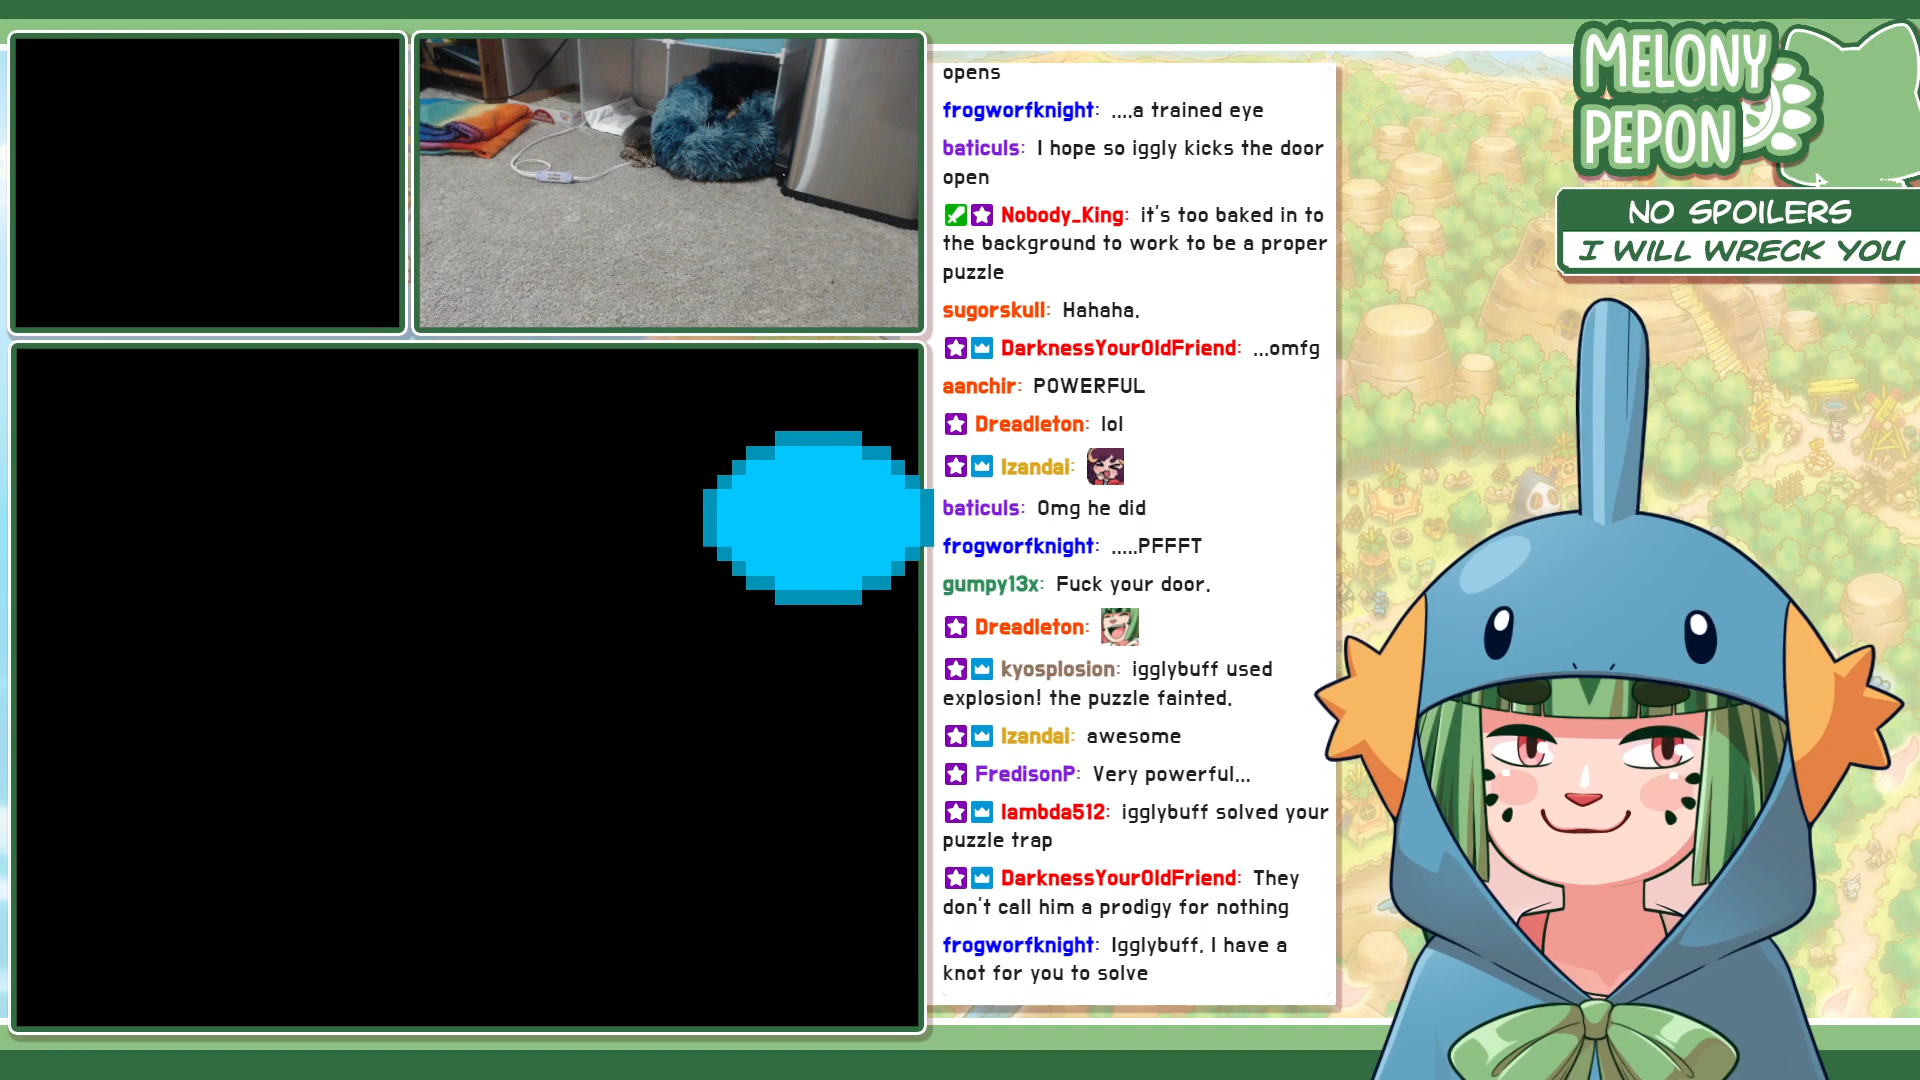 opens
frogworfknight: ....a trained eye
baticuls: I hope so iggly kicks the door
open
Nobody_King: it's too baked in to
the background to work to be a proper
puzzle
sugorskull: Hahaha.
DarknessYourOldFriend: ...omfg
aanchir: POWERFUL
Dreadleton: lol
Izandai:
baticuls: Omg he did
frogworfknight: .....PFFFT
gumpy13x: Fuck your door.
Dreadleton:
kyosplosion: igglybuff used
explosion! the puzzle fainted.
Izandai: awesome
FredisonP: Very powerful...
lambda512: igglybuff solved your
puzzle trap
DarknessYourOldFriend: They
don't call him a prodigy for nothing
frogworfknight: Igglybuff, I have a
knot for you to solve
MELONY
PEPON
NO SPOILERS
I WILL WRECK YOU